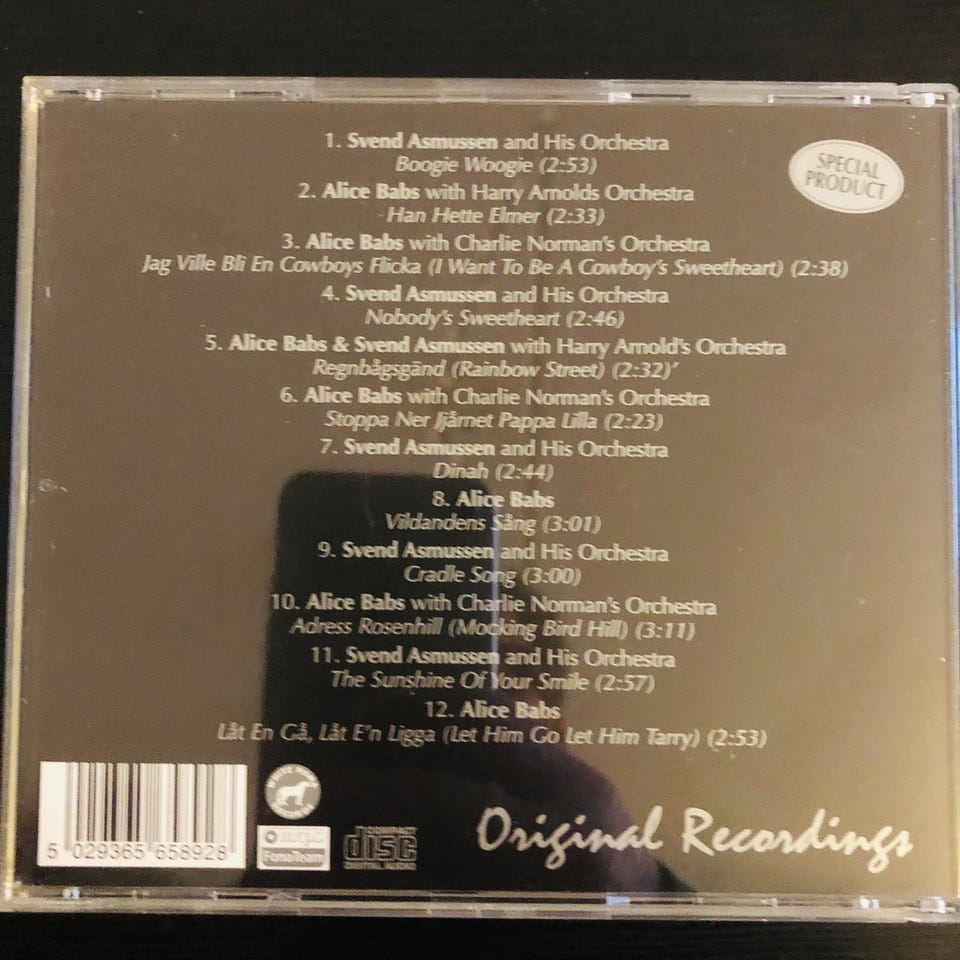 1. Svend Asmussen and His Orchestra
Boogie Woogie (2:53)
SPECIAL
PRODUCT
2. Alice Babs with Harry Arnolds Orchestra
Han Hette Elmer (2:33)
3. Alice Babs with Charlie Norman's Orchestra
Jag Ville Bli En Cowboys Flicka (I Want To Be A Cowboy's Sweetheart) (2:38)
4. Svend Asmussen and His Orchestra
Nobody's Sweetheart (2:46)
5. Alice Babs & Svend Asmussen with Harry Arnold's Orchestra
Regnbågsgänd (Rainbow Street) (2:32)'
6. Alice Babs with Charlie Norman's Orchestra
Stoppa Ner Jjårnet Pappa Lilla (2:23)
7. Svend Asmussen and His Orchestra
Dinah (2:44)
8. Alice Babs
Vildandens Sång (3:01)
9. Svend Asmussen and His Orchestra
Cradle Song (3:00)
10. Alice Babs with Charlie Norman's Orchestra
Adress Rosenhill (Mocking Bird Hill) (3:11)
11. Svend Asmussen and His Orchestra
The Sunshine Of Your Smile (2:57)
12. Alice Babs
Låt En Gå, Låt E'n Ligga (Let Him Go Let Him Tarry) (2:53)
5 029365 658928
FonoTeam
COMPACT
disc
DIGITAL AUDIO
Original Recordings